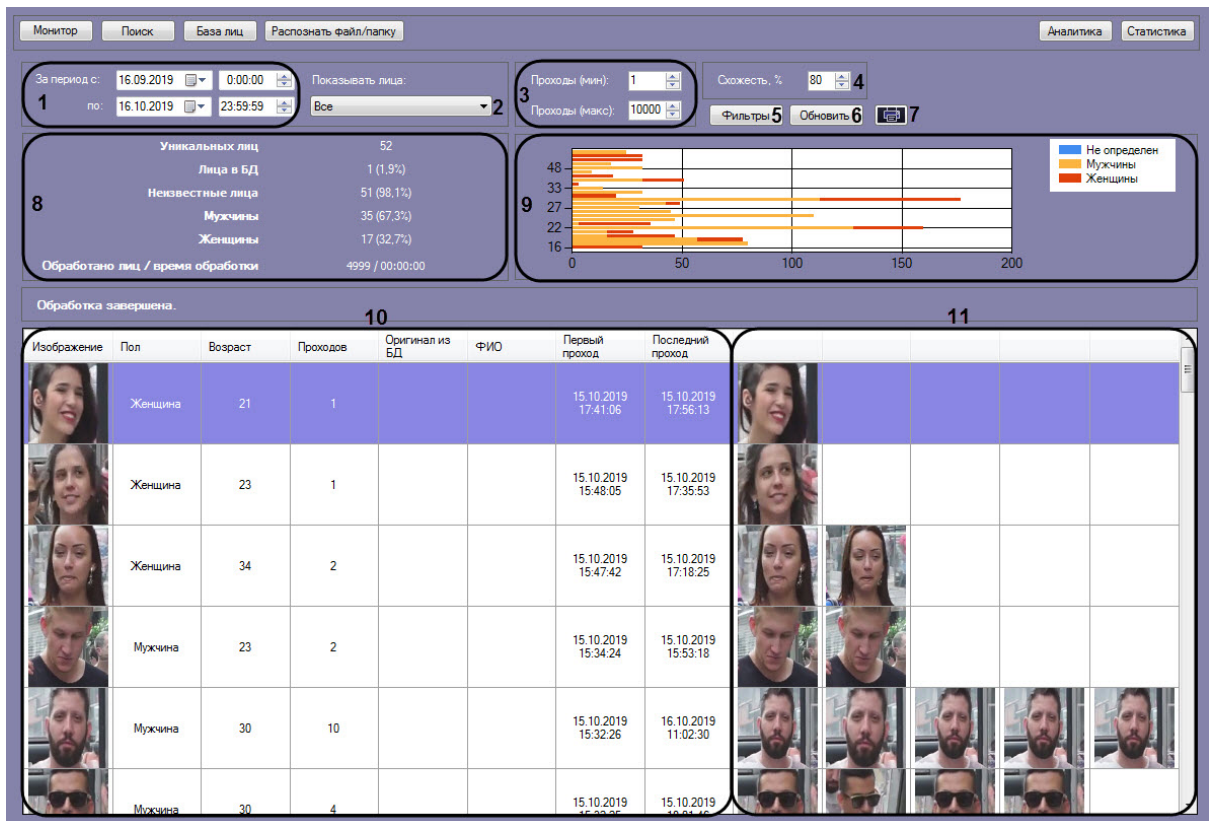 Монитор Поиск База лиц Распознать файл/папку Аналитика Статистика
За период с: 16.09.2019 0:00:00 Показывать лица: Проходы (мин): 1 Схожесть, % 80 4
1 по: 16.10.2019 23:59:59 Все 2 3 Проходы (макс): 10000 Фильтры 5 Обновить 6 7
8
Уникальных лиц 52
Лица в БД 1 (1,9%)
Неизвестные лица 51 (98,1%)
Мужчины 35 (67,3%)
Женщины 17 (32,7%)
Обработано лиц / время обработки 4999 / 00:00:00
9
48
33
27
22
16
0 50 100 150 200
Не определен
Мужчины
Женщины
Обработка завершена.
10 11
Изображение Пол Возраст Проходов Оригинал из БД ФИО Первый проход Последний проход
Женщина 21 1 15.10.2019 17:41:06 15.10.2019 17:56:13
Женщина 23 1 15.10.2019 15:48:05 15.10.2019 17:35:53
Женщина 34 2 15.10.2019 15:47:42 15.10.2019 17:18:25
Мужчина 23 2 15.10.2019 15:34:24 15.10.2019 15:53:18
Мужчина 30 10 15.10.2019 15:32:26 16.10.2019 11:02:30
Мужчина 30 4 15.10.2019 15.10.2019